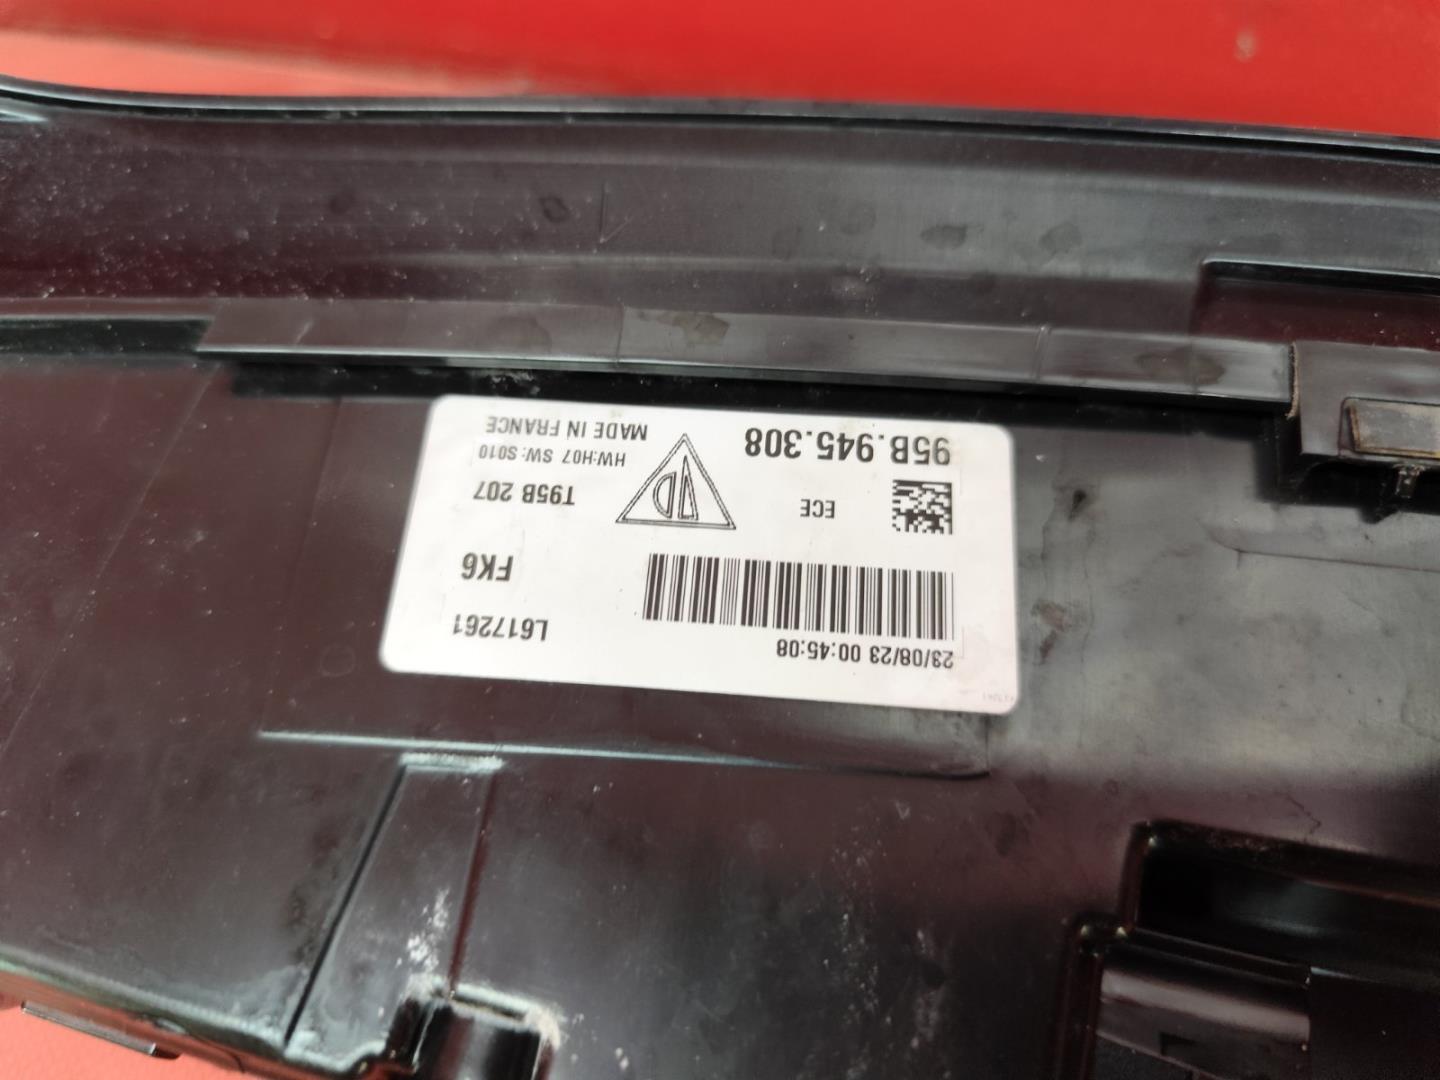 23/08/23 00:45:08
L617261
FK6
ECE
T95B 207
HW:H07 SW:S010
MADE IN FRANCE
95B.945.308